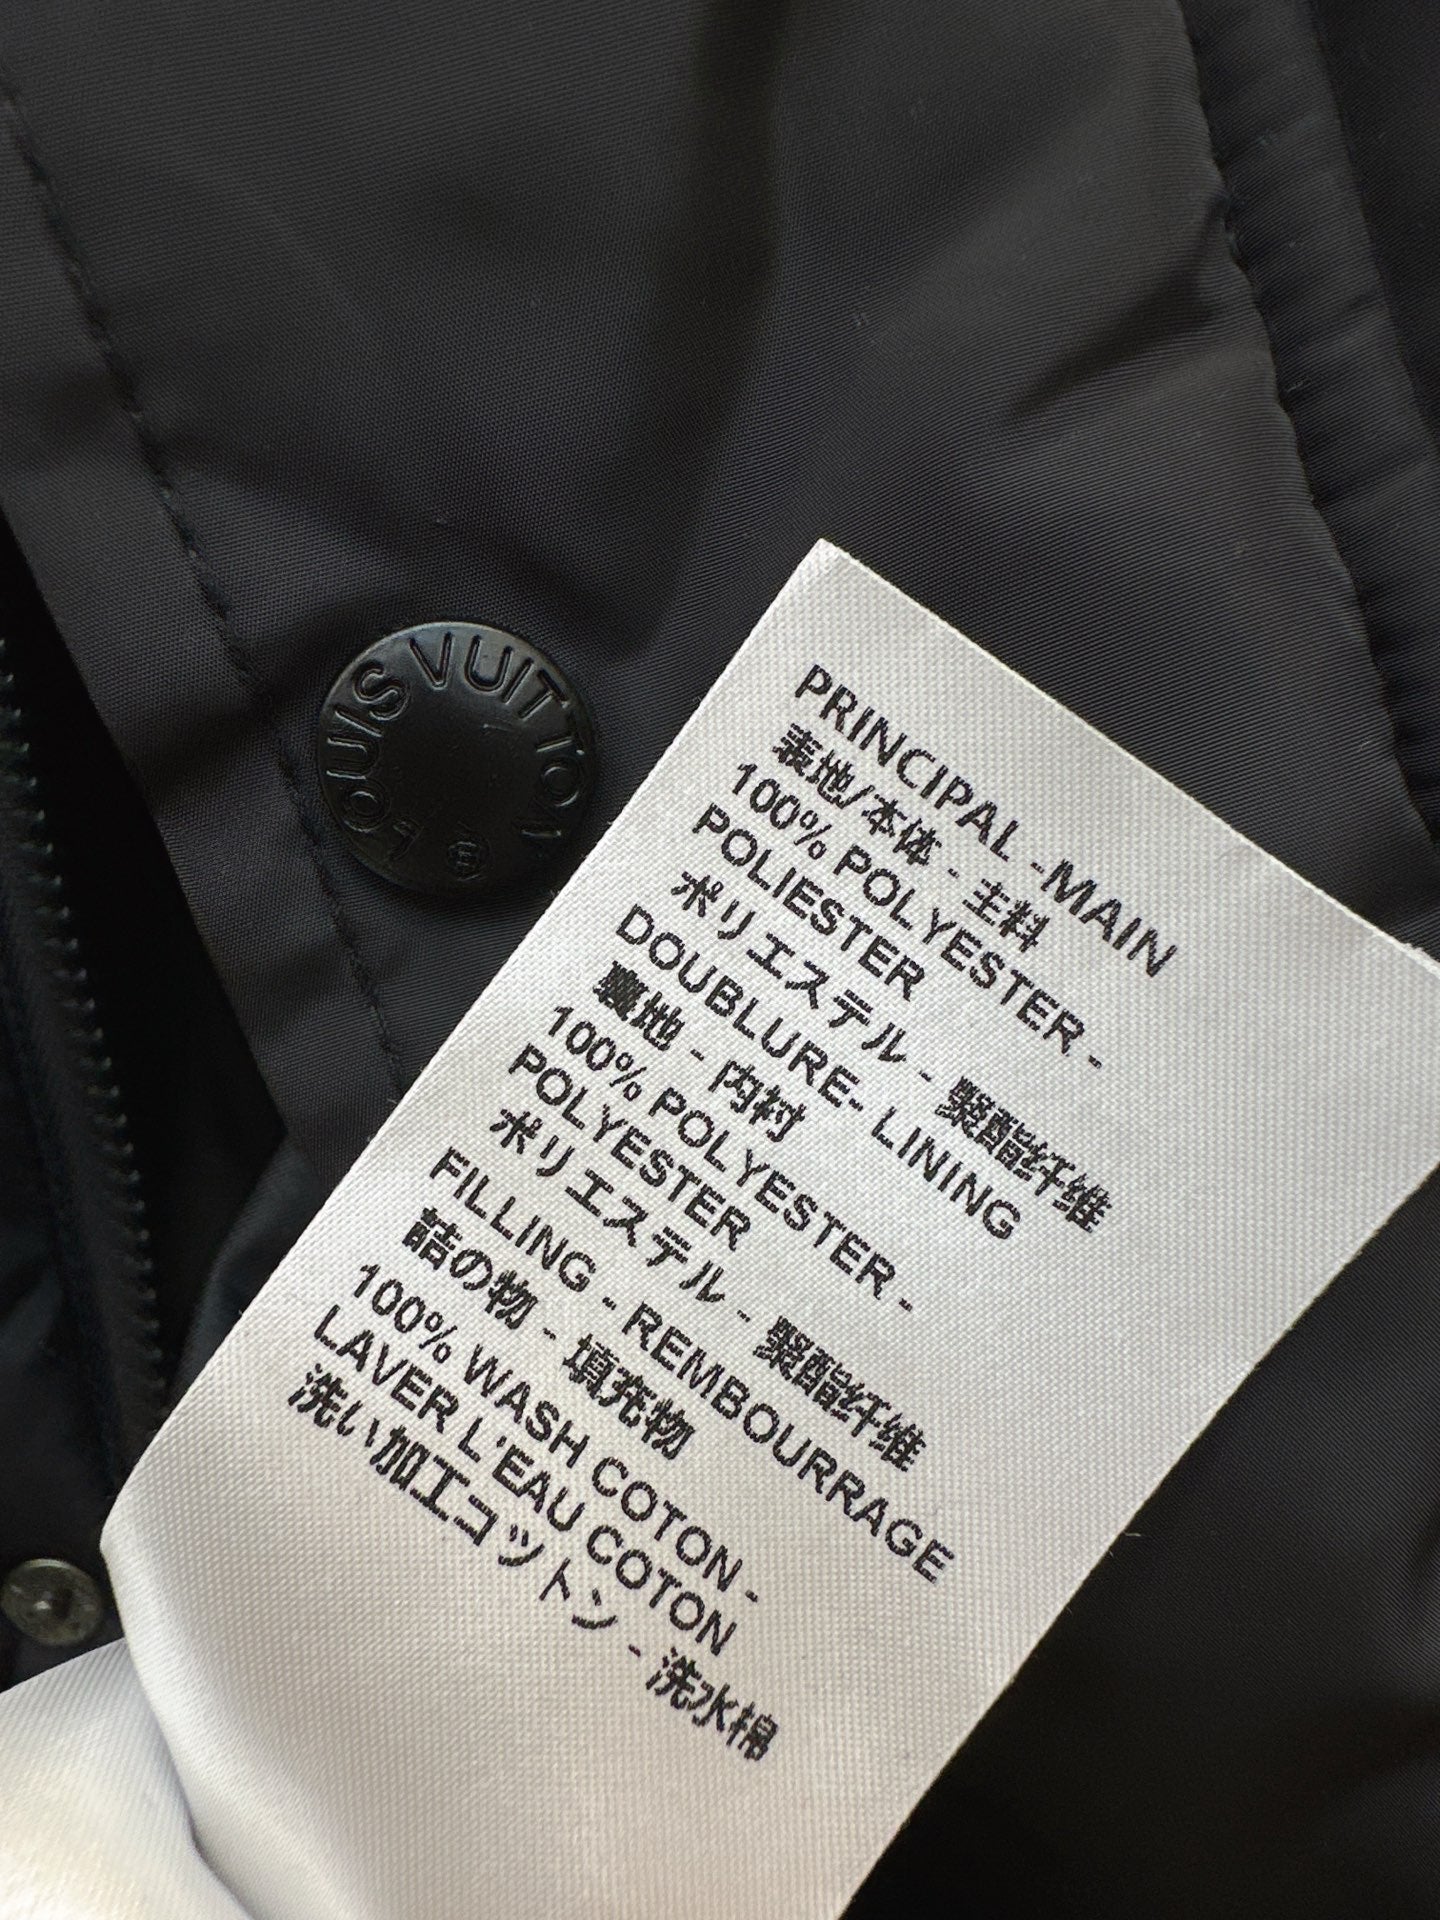 LOUIS VUITTON
PRINCIPAL - MAIN
表地/本体 - 主料
100% POLYESTER -
POLIESTER
ポリエステル - 聚酯纤维
DOUBLURE- LINING
裏地 - 内衬
100% POLYESTER -
POLYESTER
ポリエステル - 聚酯纤维
FILLING - REMBOURRAGE
詰の物 - 填充物
100% WASH COTON -
LAVER L'EAU COTON
洗い加工コットン - 洗水棉